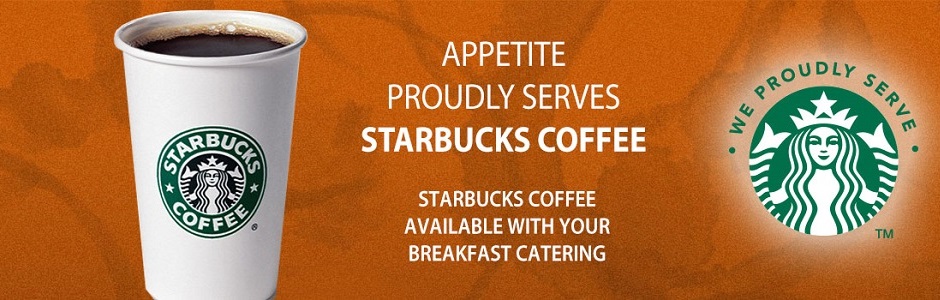 STARBUCKS
COFFEE
®
APPETITE
PROUDLY SERVES
STARBUCKS COFFEE
STARBUCKS COFFEE
AVAILABLE WITH YOUR
BREAKFAST CATERING
• WE PROUDLY SERVE •
TM